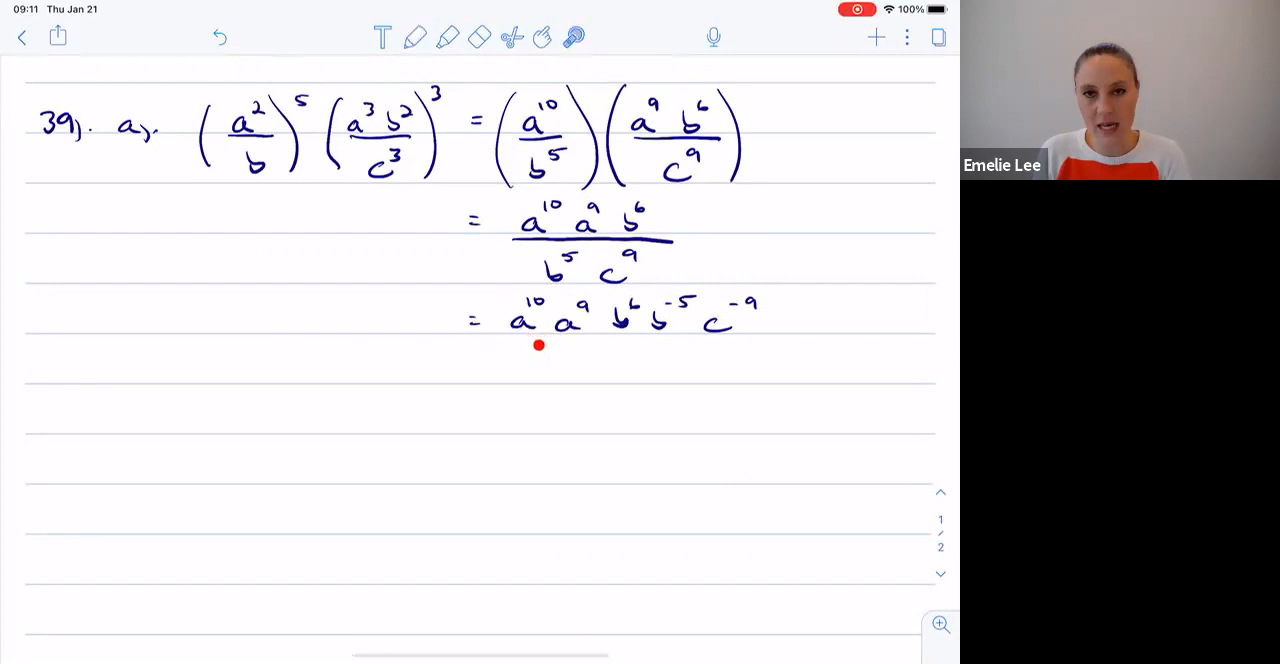 09:11 Thu Jan 21 100%
39). a). (a^2/b)^5 (a^3 b^2/c^3)^3 = (a^10/b^5)(a^9 b^6/c^9)
= a^10 a^9 b^6/b^5 c^9
= a^10 a^9 b^6 b^-5 c^-9
Emelie Lee
1
/
2